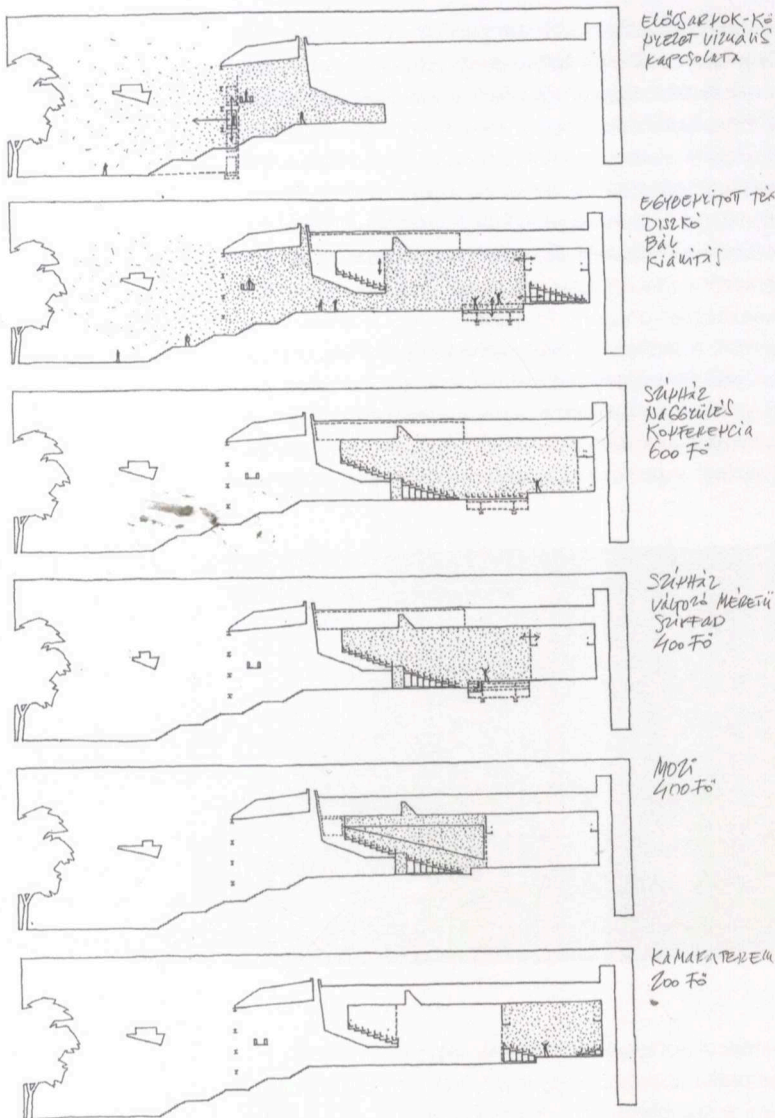 ELŐCSARNOK-KÖ
NYEZET VIZUÁLIS
KAPCSOLATA
EGYBENYITOTT TÉR
DISZKÓ
BÁL
KIÁLLÍTÁS
SZÍNHÁZ
NAGGYŰLÉS
KONFERENCIA
600 FŐ
SZÍNHÁZ
VÁLTOZÓ MÉRETŰ
SZÍNPAD
400 FŐ
MOZI
400 FŐ
KAMARATEREM
200 FŐ